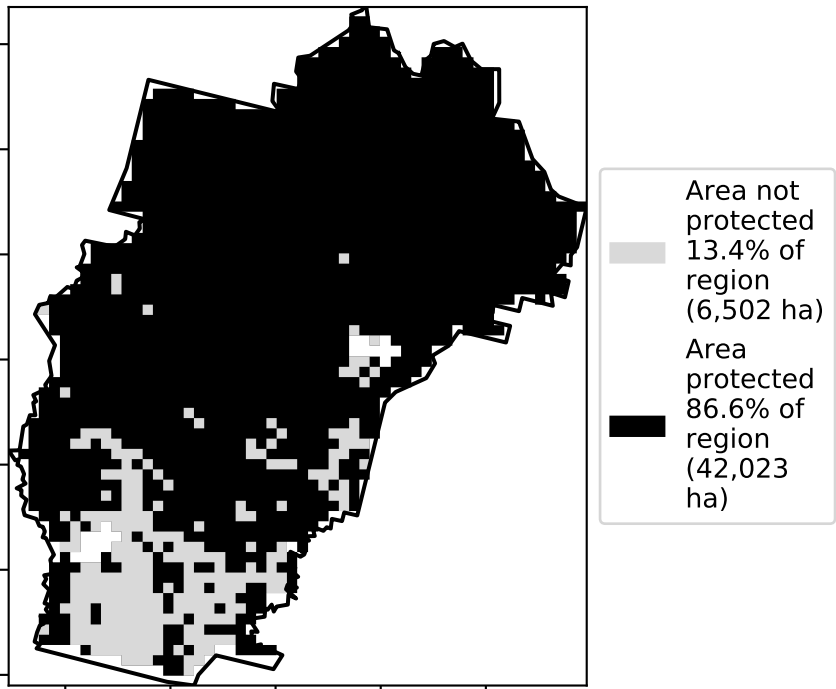 Area not
protected
13.4% of
region
(6,502 ha)
Area
protected
86.6% of
region
(42,023
ha)